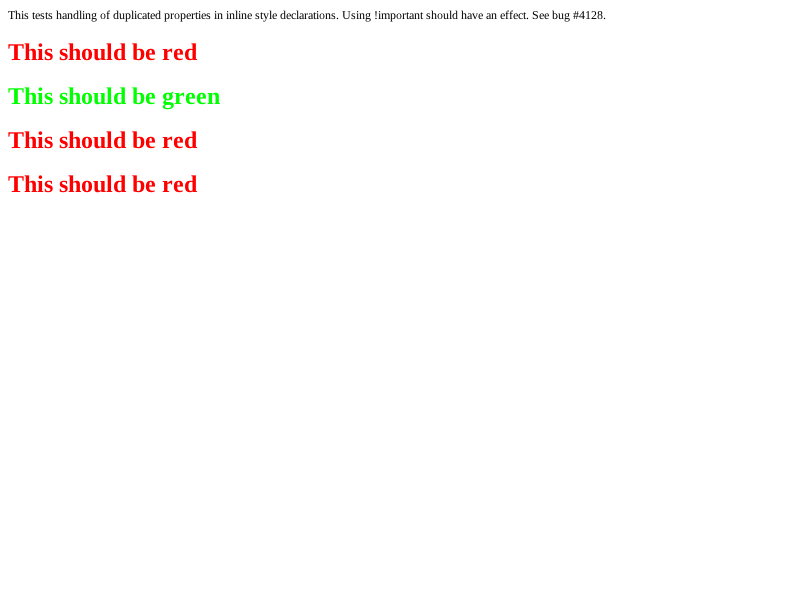 This tests handling of duplicated properties in inline style declarations. Using !important should have an effect. See bug #4128.
This should be red
This should be green
This should be red
This should be red